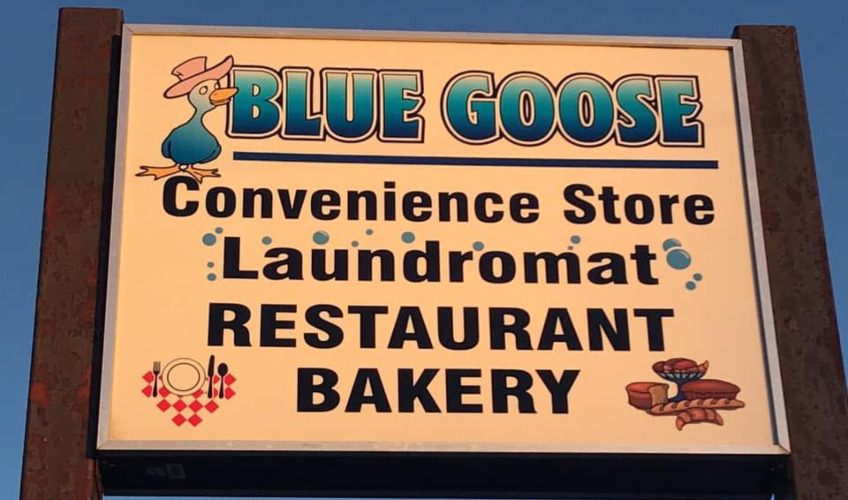 BLUE GOOSE
Convenience Store
Laundromat
RESTAURANT
BAKERY